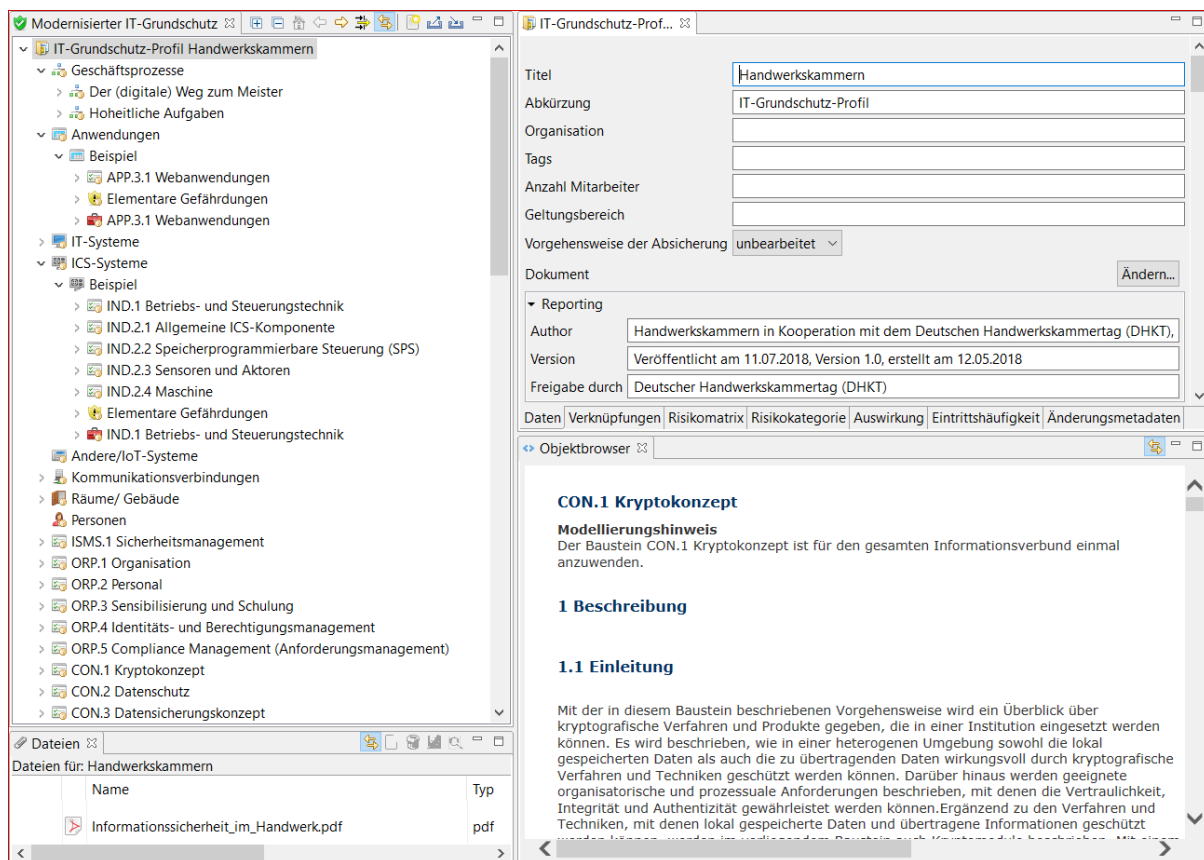 Modernisierter IT-Grundschutz
IT-Grundschutz-Profil Handwerkskammern
Geschäftsprozesse
Der (digitale) Weg zum Meister
Hoheitliche Aufgaben
Anwendungen
Beispiel
APP.3.1 Webanwendungen
Elementare Gefährdungen
APP.3.1 Webanwendungen
IT-Systeme
ICS-Systeme
Beispiel
IND.1 Betriebs- und Steuerungstechnik
IND.2.1 Allgemeine ICS-Komponente
IND.2.2 Speicherprogrammierbare Steuerung (SPS)
IND.2.3 Sensoren und Aktoren
IND.2.4 Maschine
Elementare Gefährdungen
IND.1 Betriebs- und Steuerungstechnik
Andere/IoT-Systeme
Kommunikationsverbindungen
Räume/ Gebäude
Personen
ISMS.1 Sicherheitsmanagement
ORP.1 Organisation
ORP.2 Personal
ORP.3 Sensibilisierung und Schulung
ORP.4 Identitäts- und Berechtigungsmanagement
ORP.5 Compliance Management (Anforderungsmanagement)
CON.1 Kryptokonzept
CON.2 Datenschutz
CON.3 Datensicherungskonzept
Dateien
Dateien für: Handwerkskammern
Name Typ
Informationssicherheit_im_Handwerk.pdf pdf
IT-Grundschutz-Prof...
Titel Handwerkskammern
Abkürzung IT-Grundschutz-Profil
Organisation
Tags
Anzahl Mitarbeiter
Geltungsbereich
Vorgehensweise der Absicherung unbearbeitet
Dokument Ändern...
Reporting
Author Handwerkskammern in Kooperation mit dem Deutschen Handwerkskammertag (DHKT),
Version Veröffentlicht am 11.07.2018, Version 1.0, erstellt am 12.05.2018
Freigabe durch Deutscher Handwerkskammertag (DHKT)
Daten Verknüpfungen Risikomatrix Risikokategorie Auswirkung Eintrittshäufigkeit Änderungsmetadaten
Objektbrowser
CON.1 Kryptokonzept
Modellierungshinweis
Der Baustein CON.1 Kryptokonzept ist für den gesamten Informationsverbund einmal
anzuwenden.
1 Beschreibung
1.1 Einleitung
Mit der in diesem Baustein beschriebenen Vorgehensweise wird ein Überblick über
kryptografische Verfahren und Produkte gegeben, die in einer Institution eingesetzt werden
können. Es wird beschrieben, wie in einer heterogenen Umgebung sowohl die lokal
gespeicherten Daten als auch die zu übertragenden Daten wirkungsvoll durch kryptografische
Verfahren und Techniken geschützt werden können. Darüber hinaus werden geeignete
organisatorische und prozessuale Anforderungen beschrieben, mit denen die Vertraulichkeit,
Integrität und Authentizität gewährleistet werden können.Ergänzend zu den Verfahren und
Techniken, mit denen lokal gespeicherte Daten und übertragene Informationen geschützt